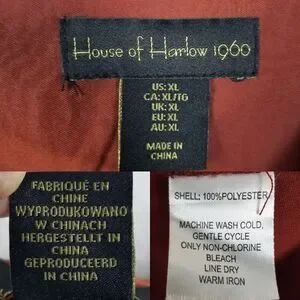 House of Harlow 1960
US: XL
CA: XL/TG
UK: XL
EU: XL
AU: XL
MADE IN
CHINA
FABRIQUÉ EN
CHINE
WYPRODUKOWANO
W CHINACH
HERGESTELLT IN
CHINA
GEPRODUCEERD
IN CHINA
SHELL: 100%POLYESTER
MACHINE WASH COLD,
GENTLE CYCLE
ONLY NON-CHLORINE
BLEACH
LINE DRY
WARM IRON